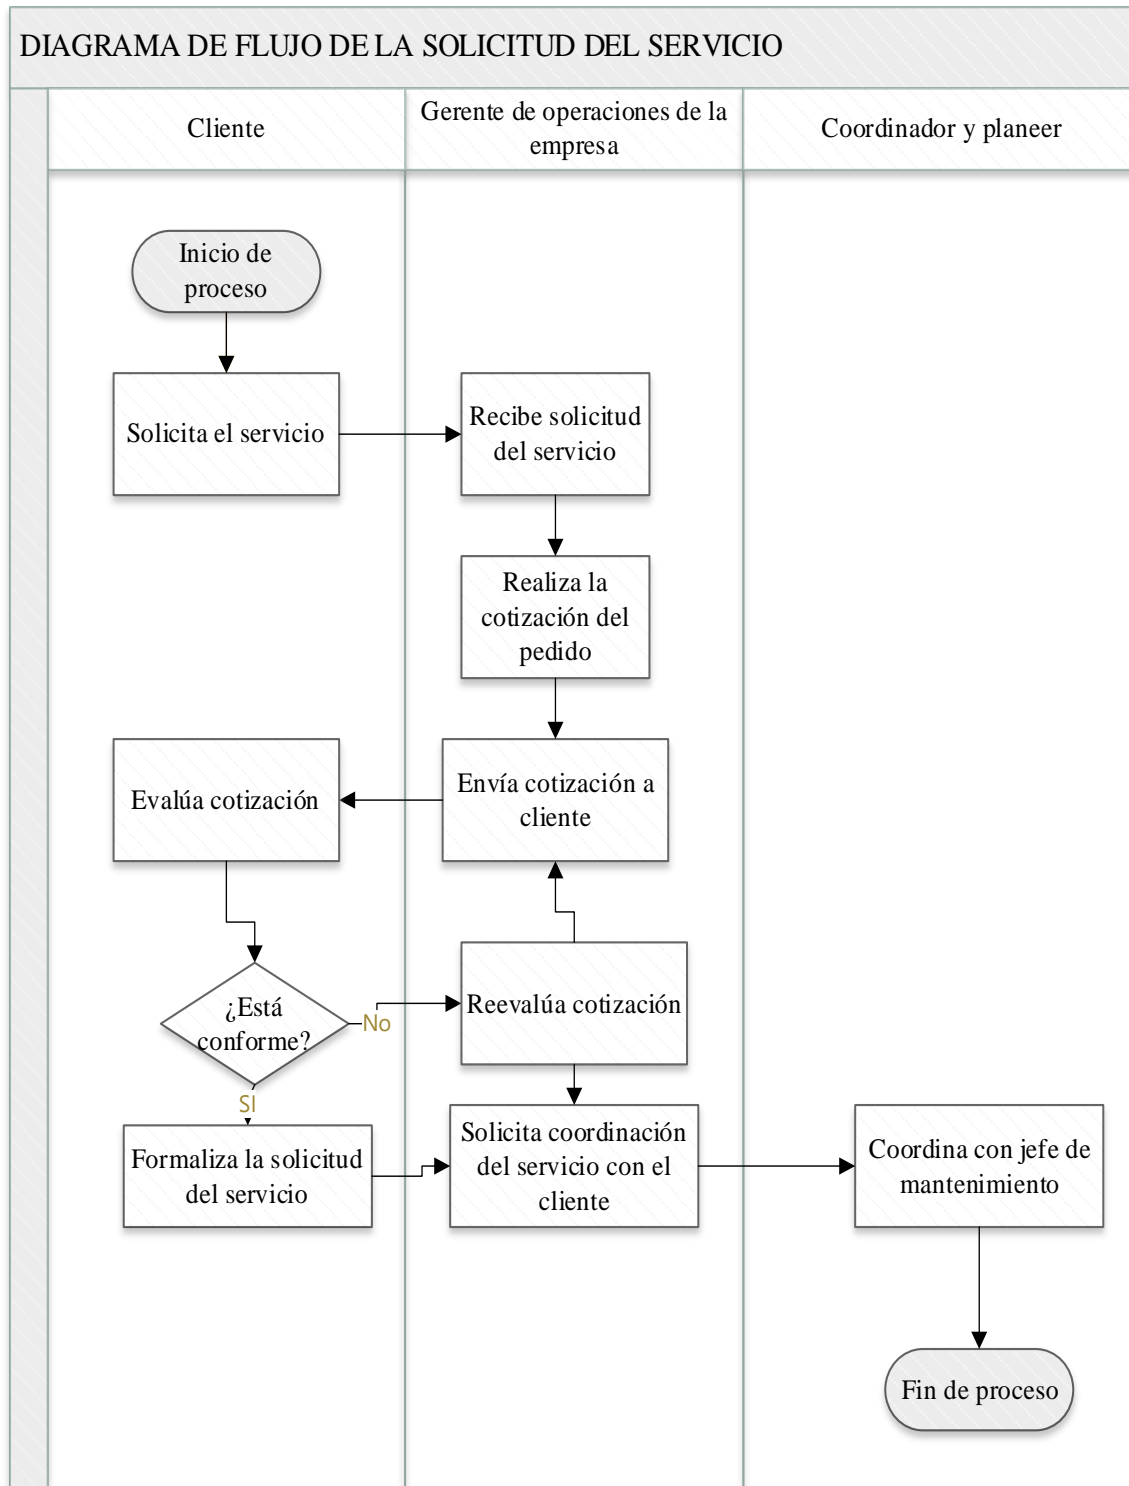 DIAGRAMA DE FLUJO DE LA SOLICITUD DEL SERVICIO
Cliente
Gerente de operaciones de la
empresa
Coordinador y planeer
Inicio de
proceso
Solicita el servicio
Recibe solicitud
del servicio
Realiza la
cotización del
pedido
Envía cotización a
cliente
Evalúa cotización
¿Está
conforme?
No
Reevalúa cotización
SI
Formaliza la solicitud
del servicio
Solicita coordinación
del servicio con el
cliente
Coordina con jefe de
mantenimiento
Fin de proceso